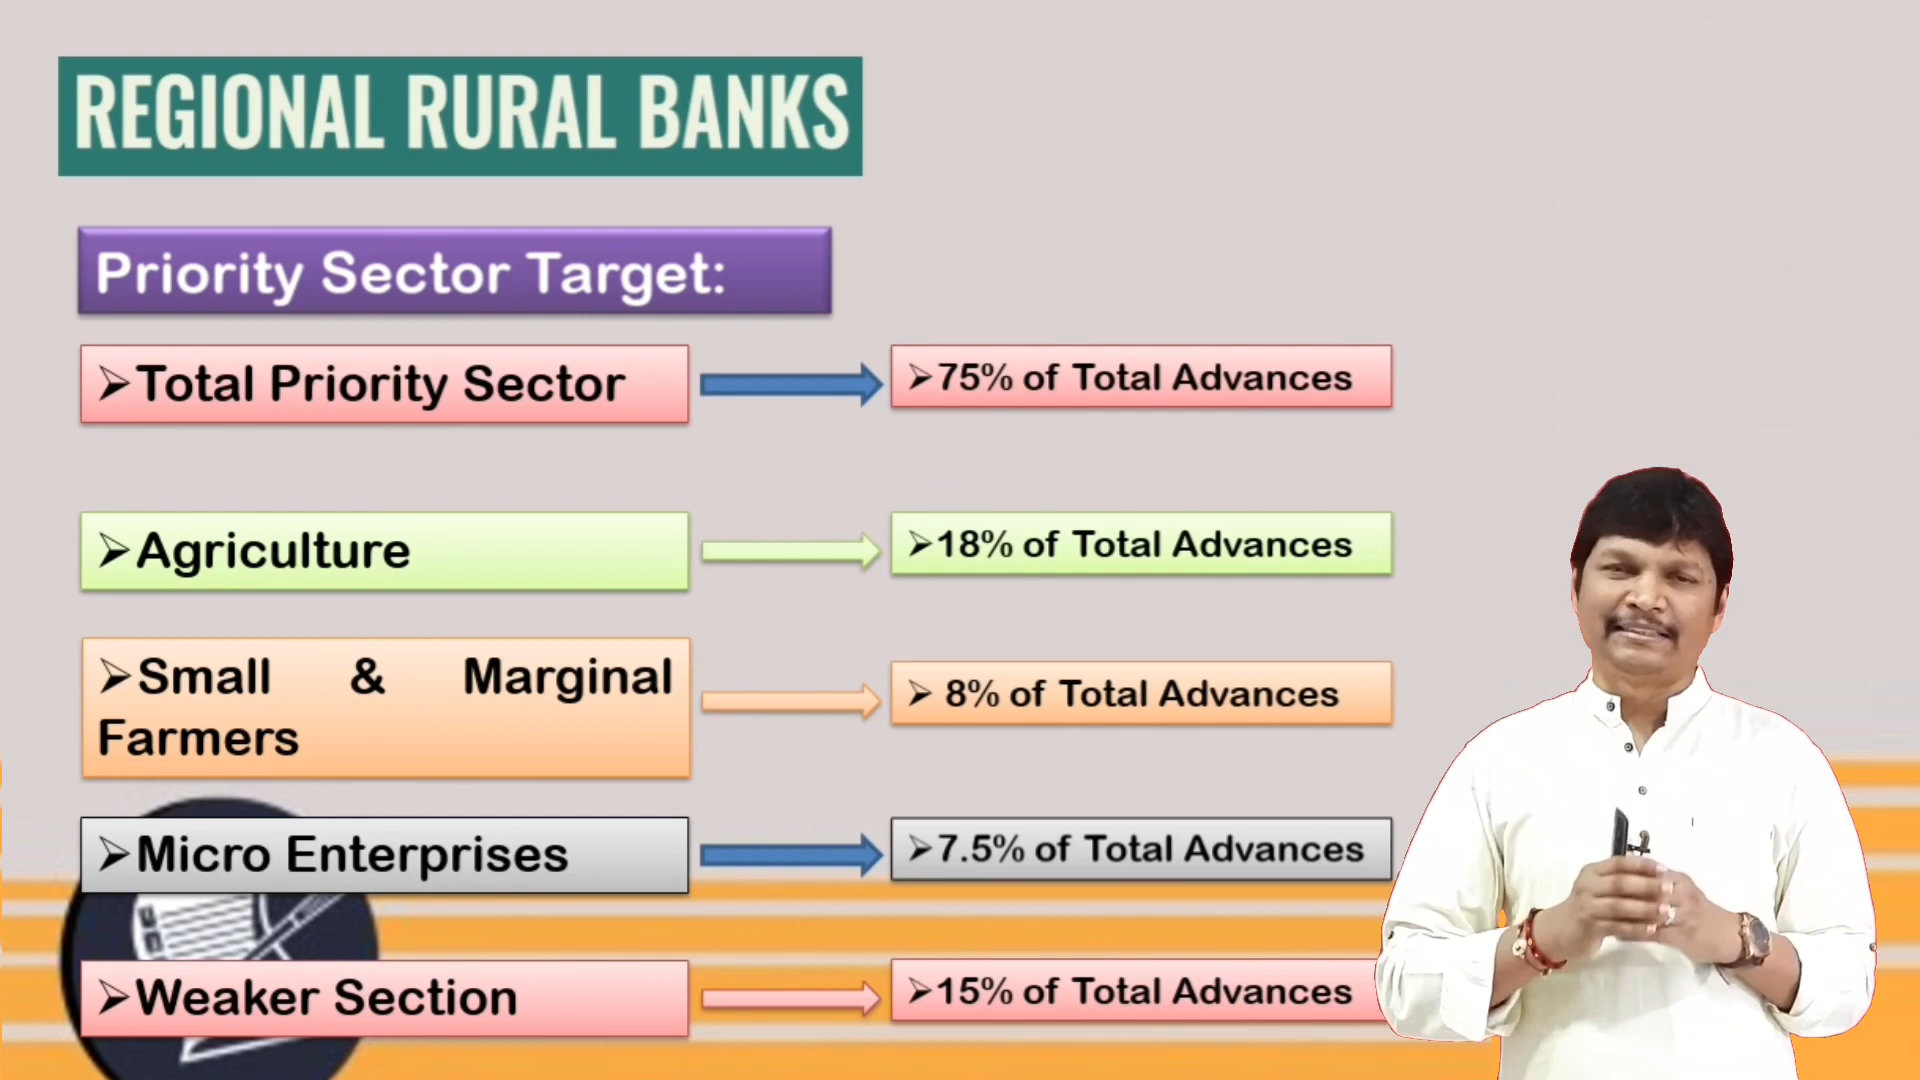 REGIONAL RURAL BANKS
Priority Sector Target:
➢Total Priority Sector
➢75% of Total Advances
➢Agriculture
➢18% of Total Advances
➢Small & Marginal
Farmers
➢ 8% of Total Advances
➢Micro Enterprises
➢7.5% of Total Advances
➢Weaker Section
➢15% of Total Advances